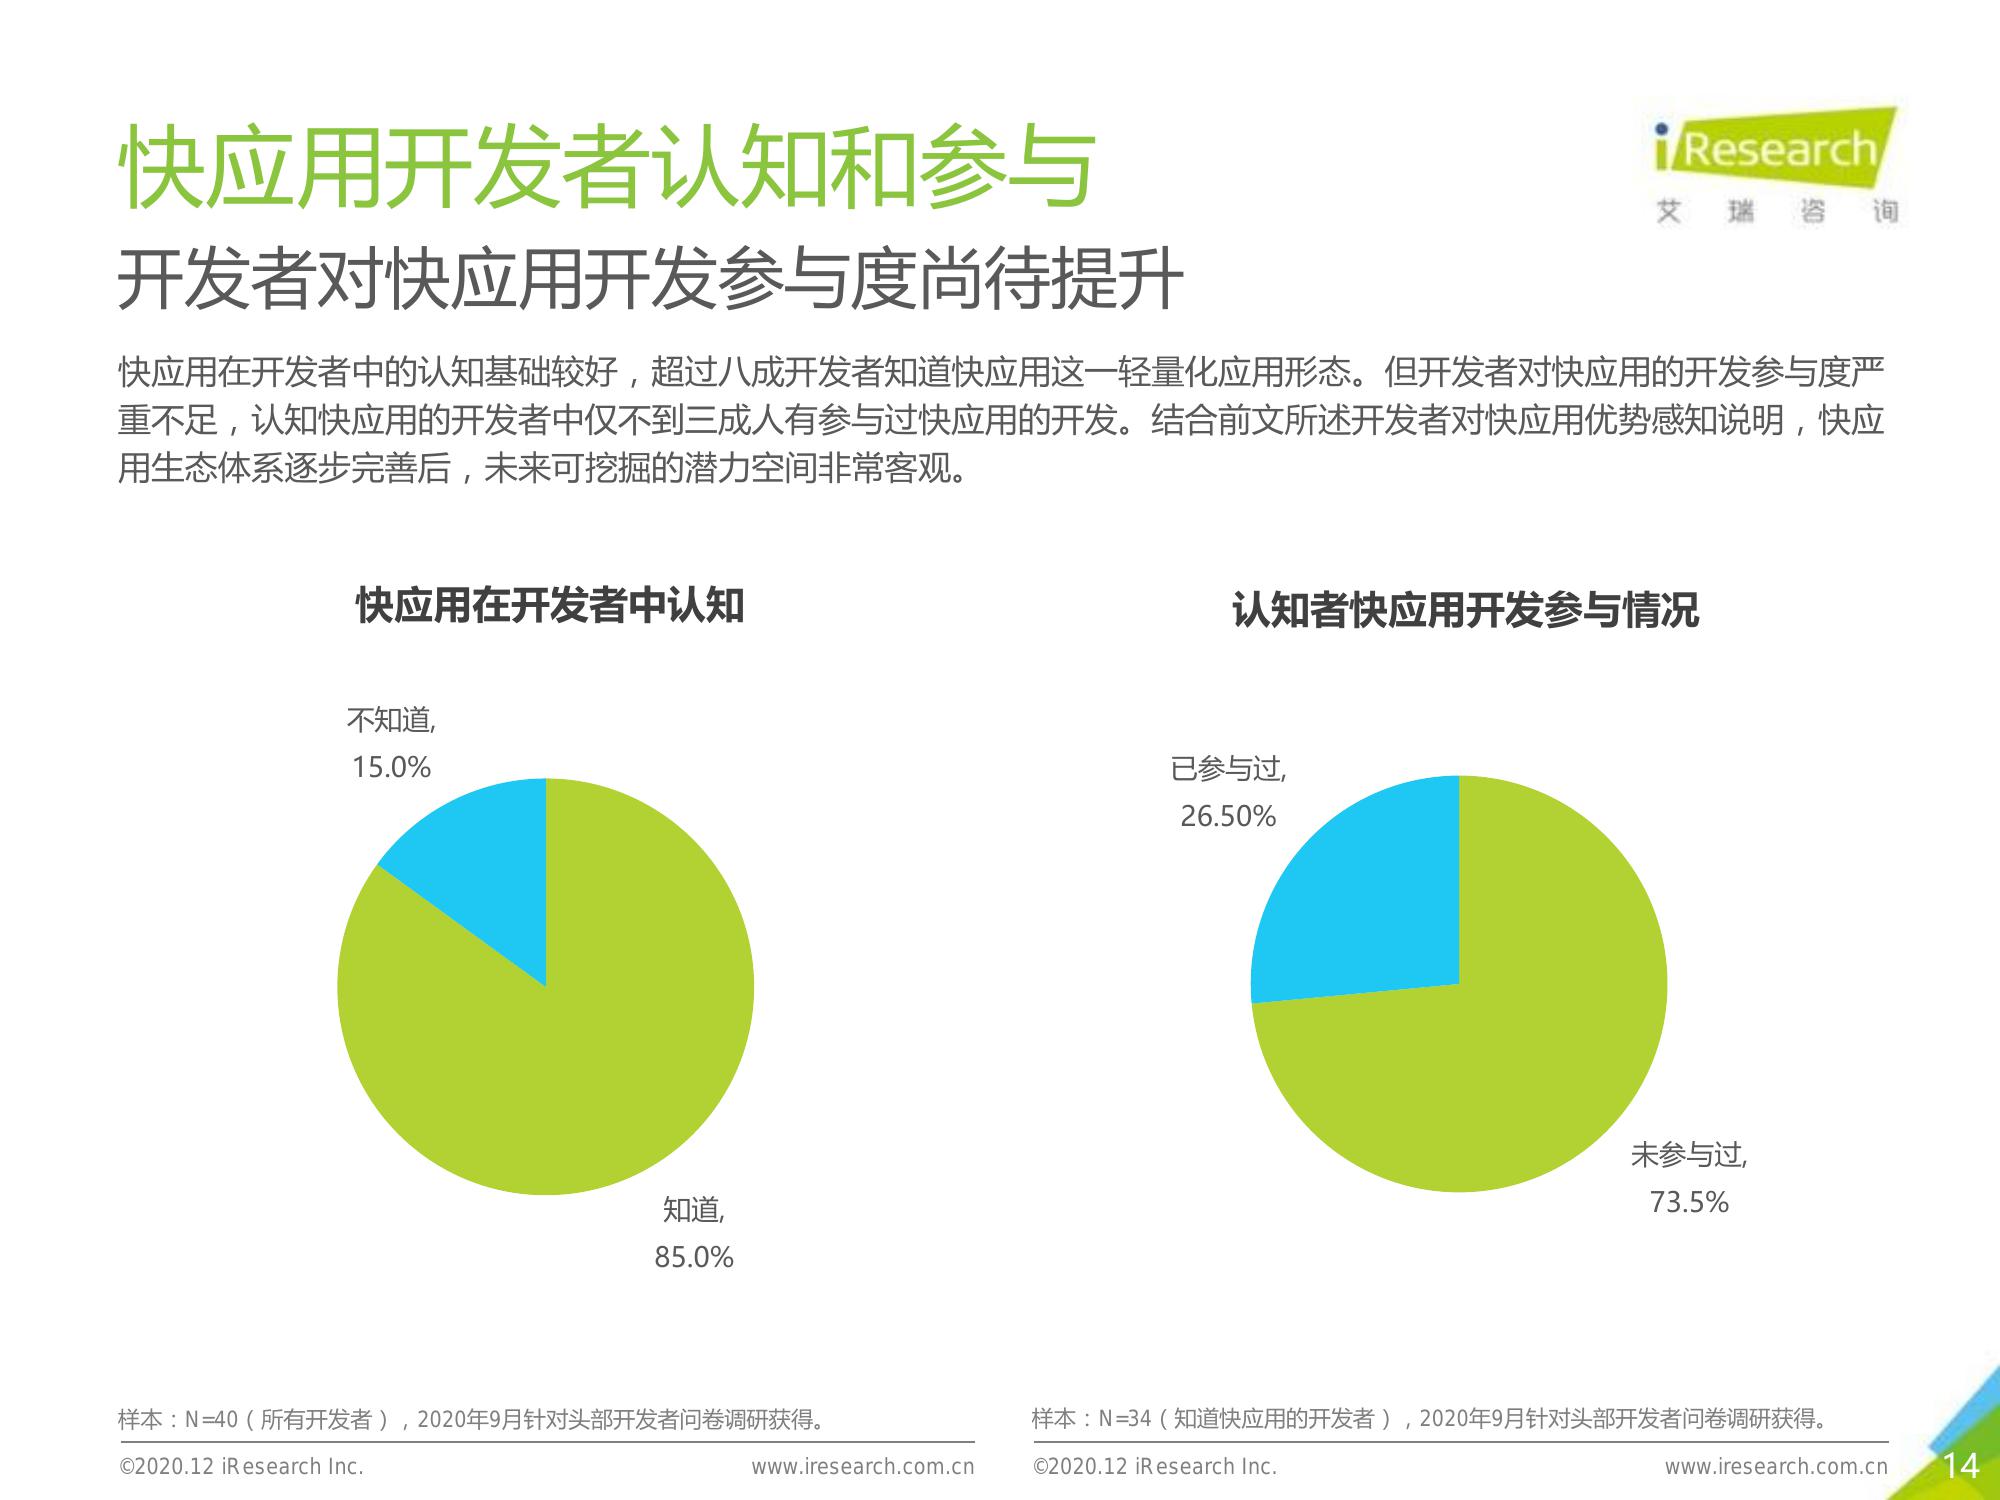 快应用开发者认知和参与
iResearch
艾瑞咨询
开发者对快应用开发参与度尚待提升
快应用在开发者中的认知基础较好，超过八成开发者知道快应用这一轻量化应用形态。但开发者对快应用的开发参与度严
重不足，认知快应用的开发者中仅不到三成人有参与过快应用的开发。结合前文所述开发者对快应用优势感知说明，快应
用生态体系逐步完善后，未来可挖掘的潜力空间非常客观。
快应用在开发者中认知
不知道,
15.0%
知道,
85.0%
认知者快应用开发参与情况
已参与过,
26.50%
未参与过,
73.5%
样本：N=40（所有开发者），2020年9月针对头部开发者问卷调研获得。
©2020.12 iResearch Inc.
www.iresearch.com.cn
样本：N=34（知道快应用的开发者），2020年9月针对头部开发者问卷调研获得。
©2020.12 iResearch Inc.
www.iresearch.com.cn
14